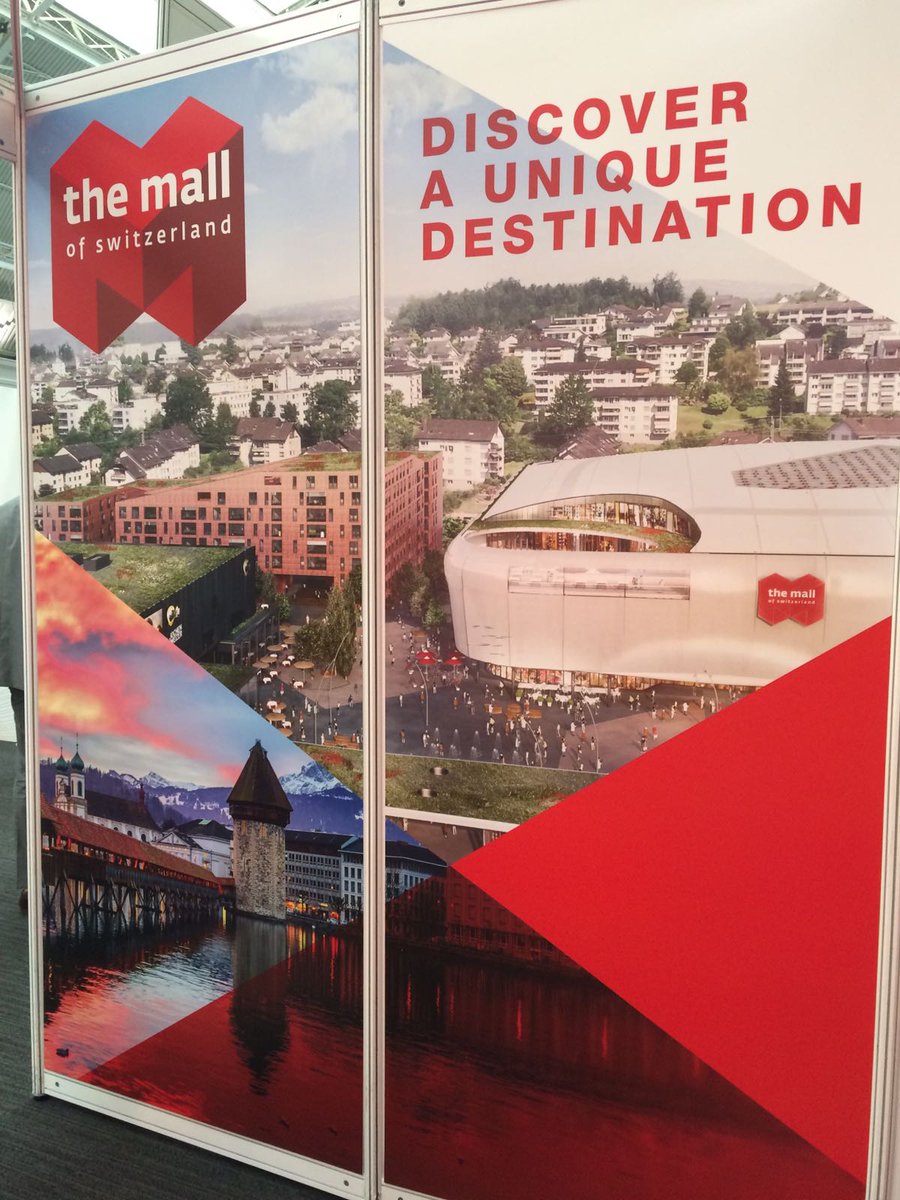 the mall
of switzerland
DISCOVER
A UNIQUE
DESTINATION
the mall
of switzerland